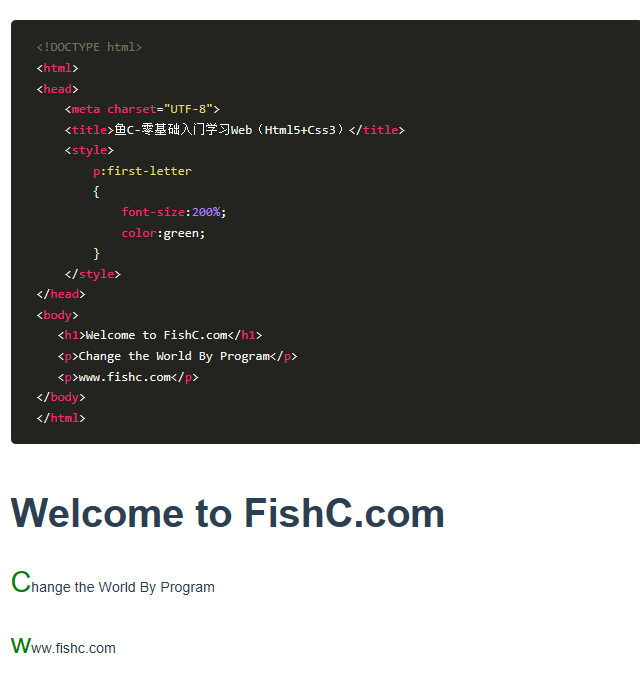 <!DOCTYPE html>
<html>
<head>
    <meta charset="UTF-8">
    <title>鱼C-零基础入门学习Web（Html5+Css3）</title>
    <style>
        p:first-letter
        {
            font-size:200%;
            color:green;
        }
    </style>
</head>
<body>
   <h1>Welcome to FishC.com</h1>
   <p>Change the World By Program</p>
   <p>www.fishc.com</p>
</body>
</html>
Welcome to FishC.com
Change the World By Program
www.fishc.com